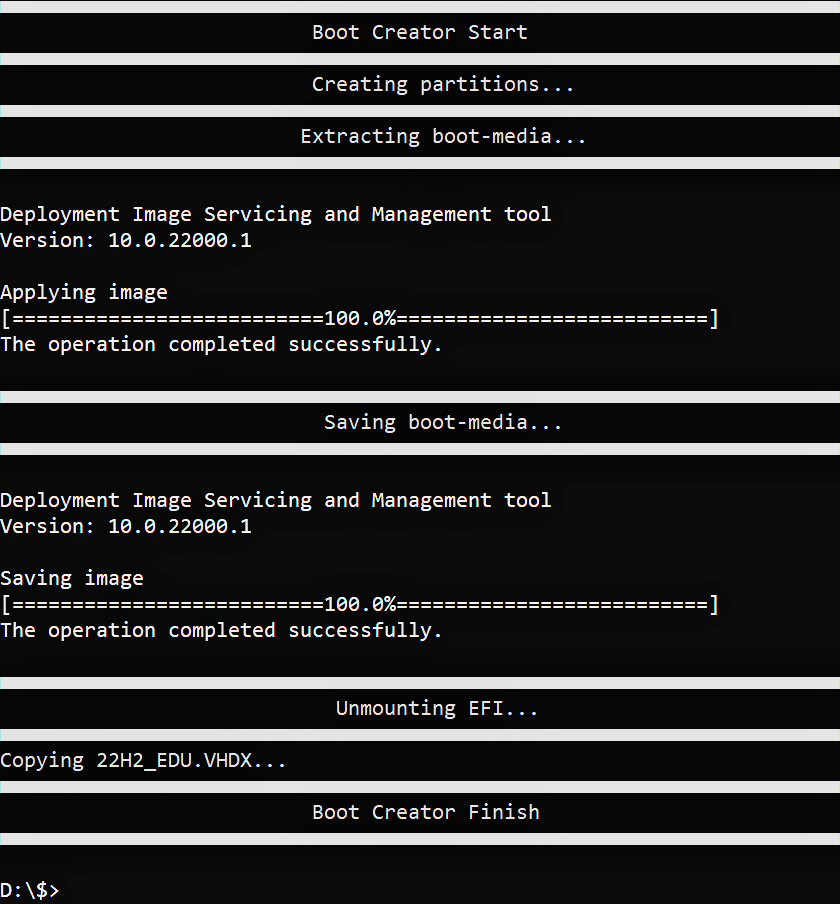 Boot Creator Start
Creating partitions...
Extracting boot-media...
Deployment Image Servicing and Management tool
Version: 10.0.22000.1
Applying image
[==========================100.0%==========================]
The operation completed successfully.
Saving boot-media...
Deployment Image Servicing and Management tool
Version: 10.0.22000.1
Saving image
[==========================100.0%==========================]
The operation completed successfully.
Unmounting EFI...
Copying 22H2_EDU.VHDX...
Boot Creator Finish
D:\$>